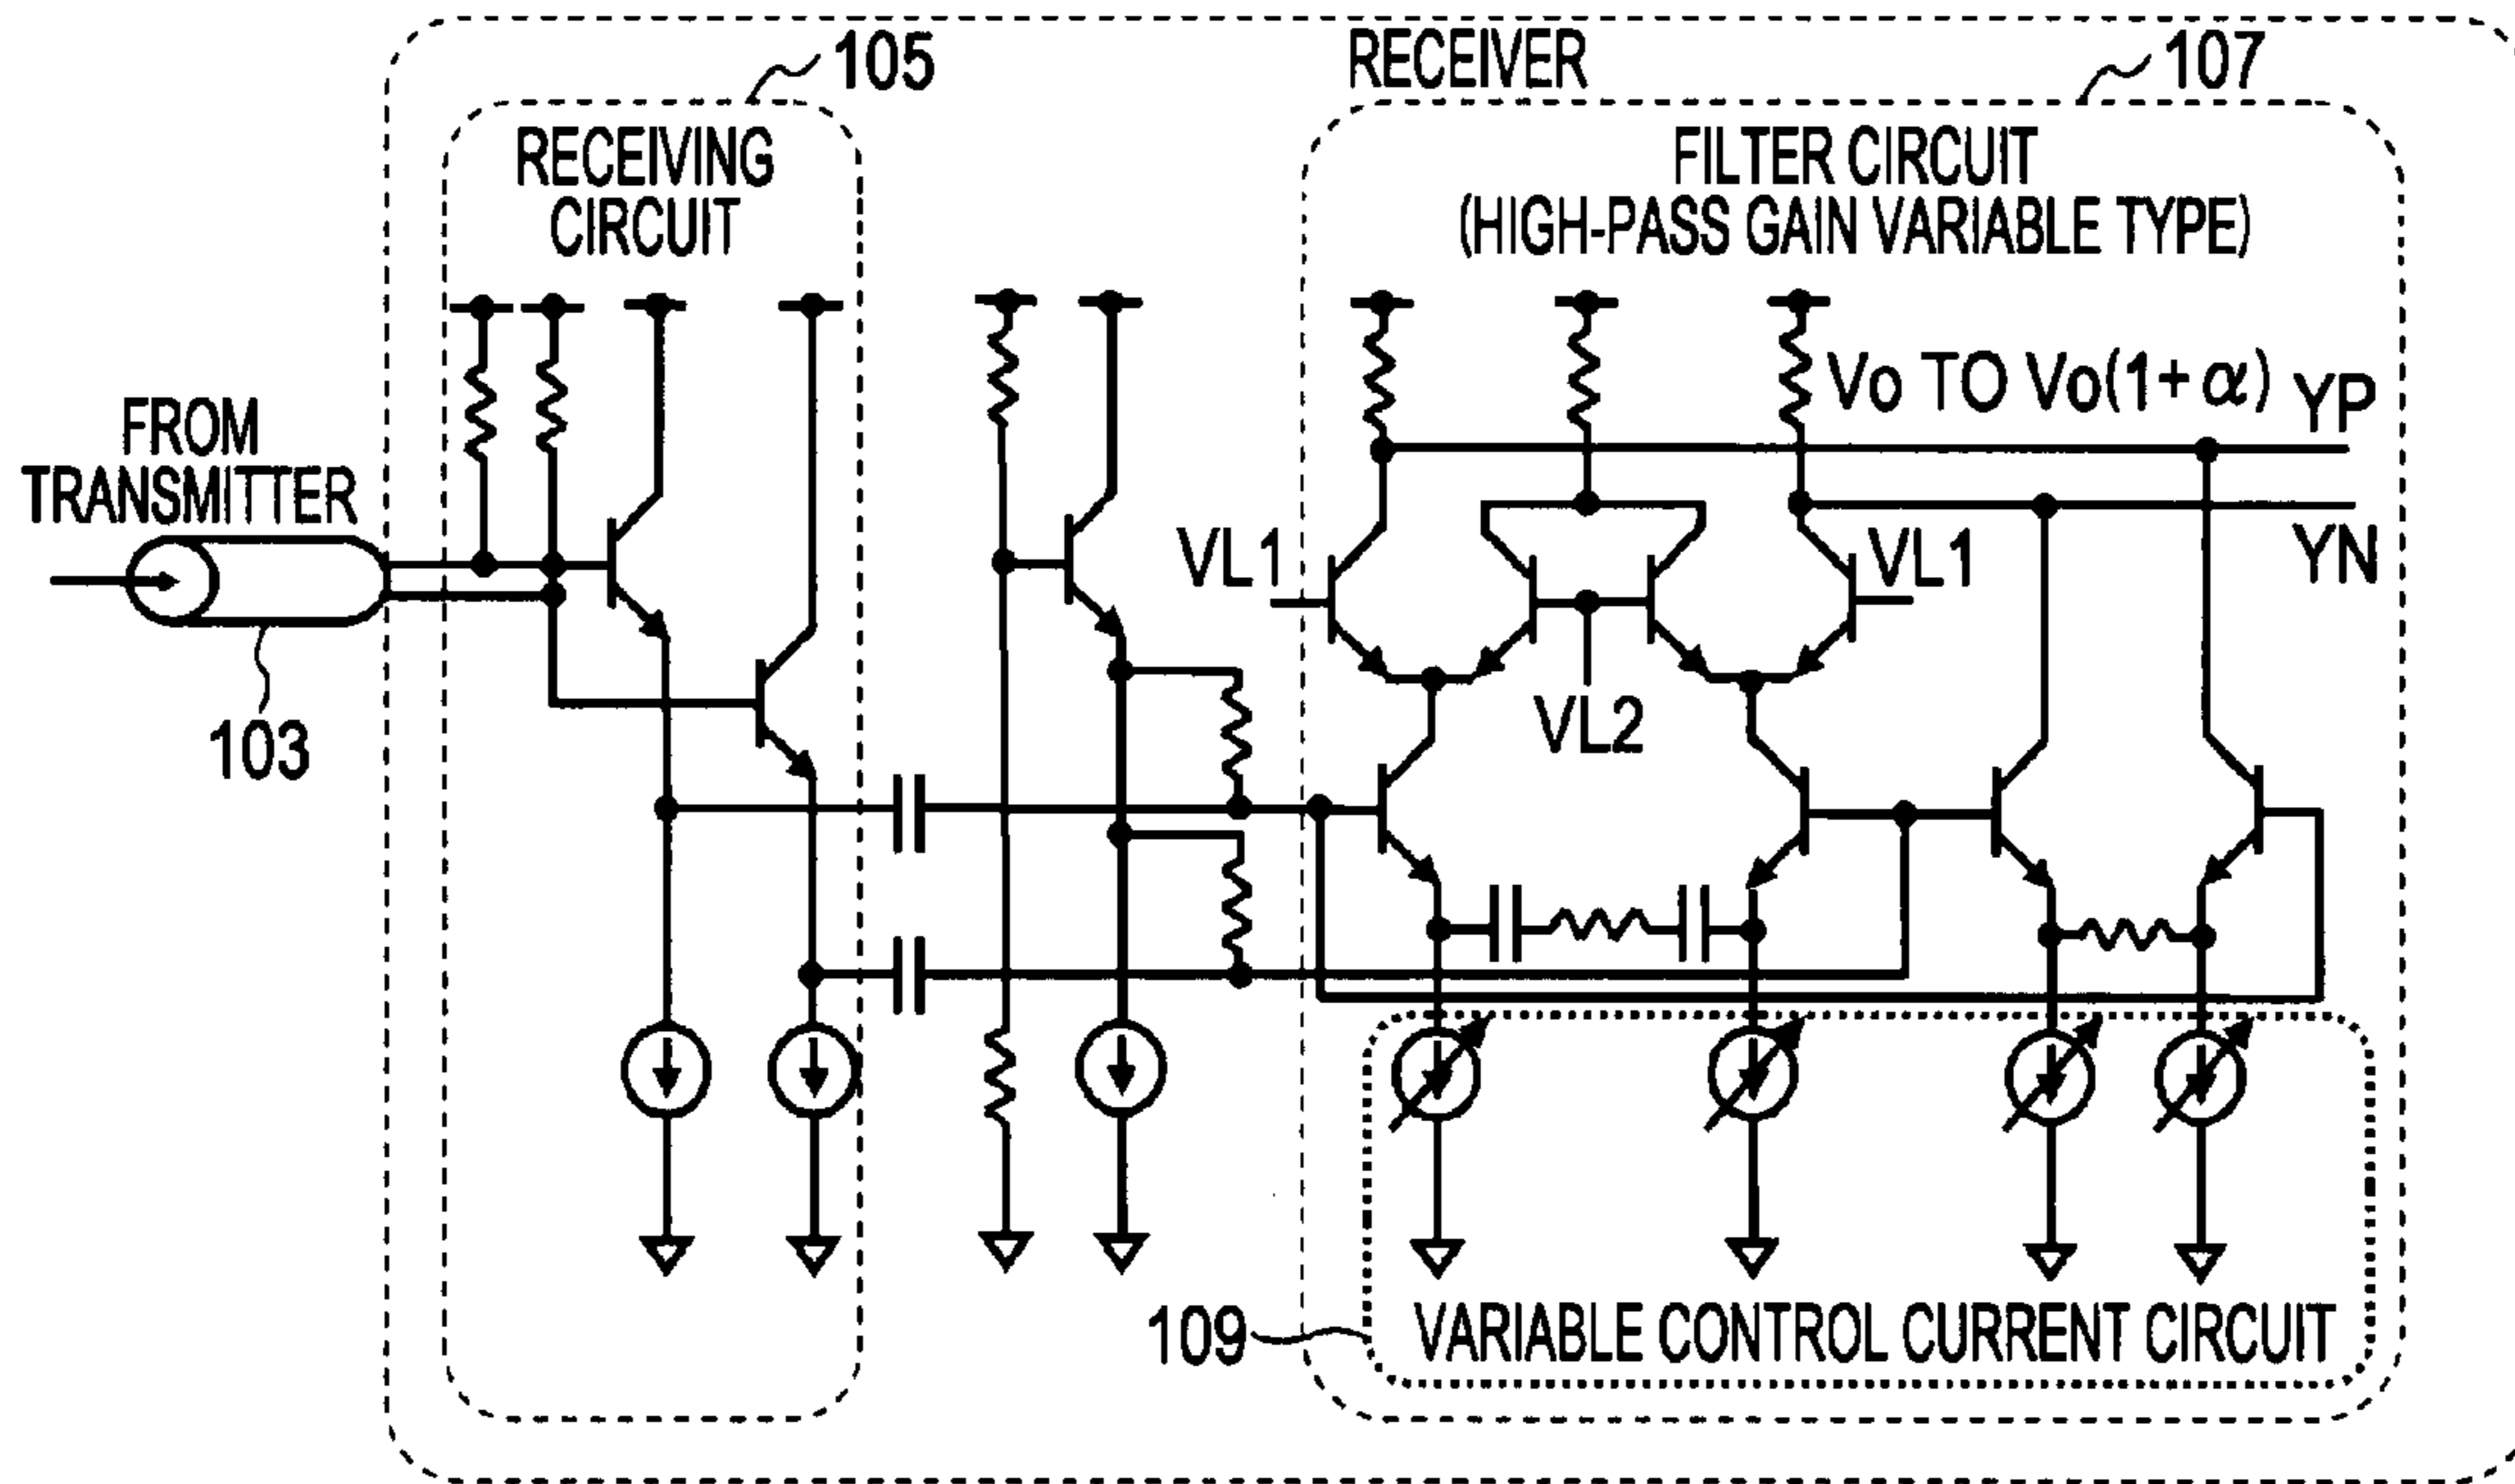 RECEIVER
105
107
RECEIVING
CIRCUIT
FILTER CIRCUIT
(HIGH-PASS GAIN VARIABLE TYPE)
FROM
TRANSMITTER
103
Vo TO Vo(1+α)
YP
YN
VL1
VL1
VL2
109
VARIABLE CONTROL CURRENT CIRCUIT